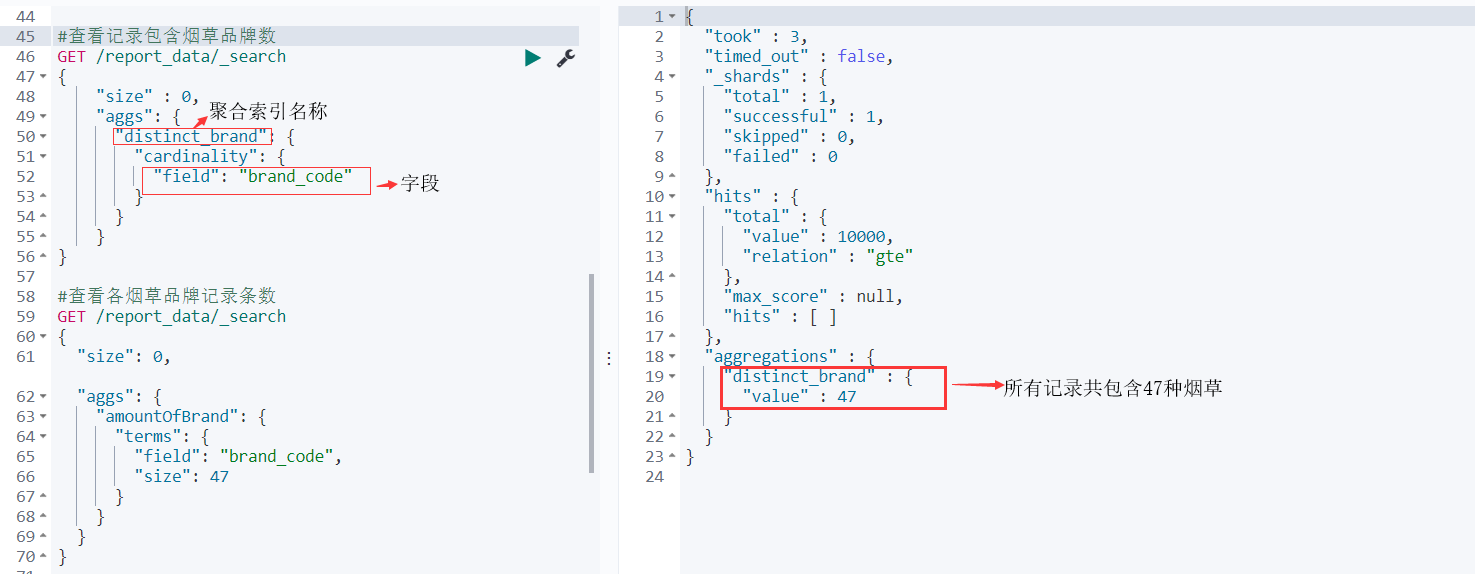 44
45 #查看记录包含烟草品牌数
46 GET /report_data/_search
47 {
48 "size" : 0,
聚合索引名称
49 "aggs": {
50 "distinct_brand": {
51 "cardinality": {
52 "field": "brand_code"
字段
53 }
54 }
55 }
56 }
57
58 #查看各烟草品牌记录条数
59 GET /report_data/_search
60 {
61 "size": 0,
62 "aggs": {
63 "amountOfBrand": {
64 "terms": {
65 "field": "brand_code",
66 "size": 47
67 }
68 }
69 }
70 }
1 {
2 "took" : 3,
3 "timed_out" : false,
4 "_shards" : {
5 "total" : 1,
6 "successful" : 1,
7 "skipped" : 0,
8 "failed" : 0
9 },
10 "hits" : {
11 "total" : {
12 "value" : 10000,
13 "relation" : "gte"
14 },
15 "max_score" : null,
16 "hits" : [ ]
17 },
18 "aggregations" : {
19 "distinct_brand" : {
20 "value" : 47
所有记录共包含47种烟草
21 }
22 }
23 }
24